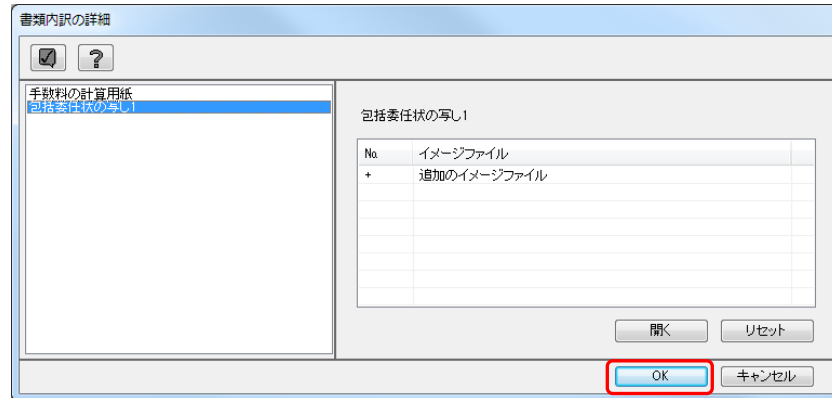 書類内訳の詳細
手数料の計算用紙
包括委任状の写し1
包括委任状の写し1
No. イメージファイル
+ 追加のイメージファイル
開く リセット
OK キャンセル